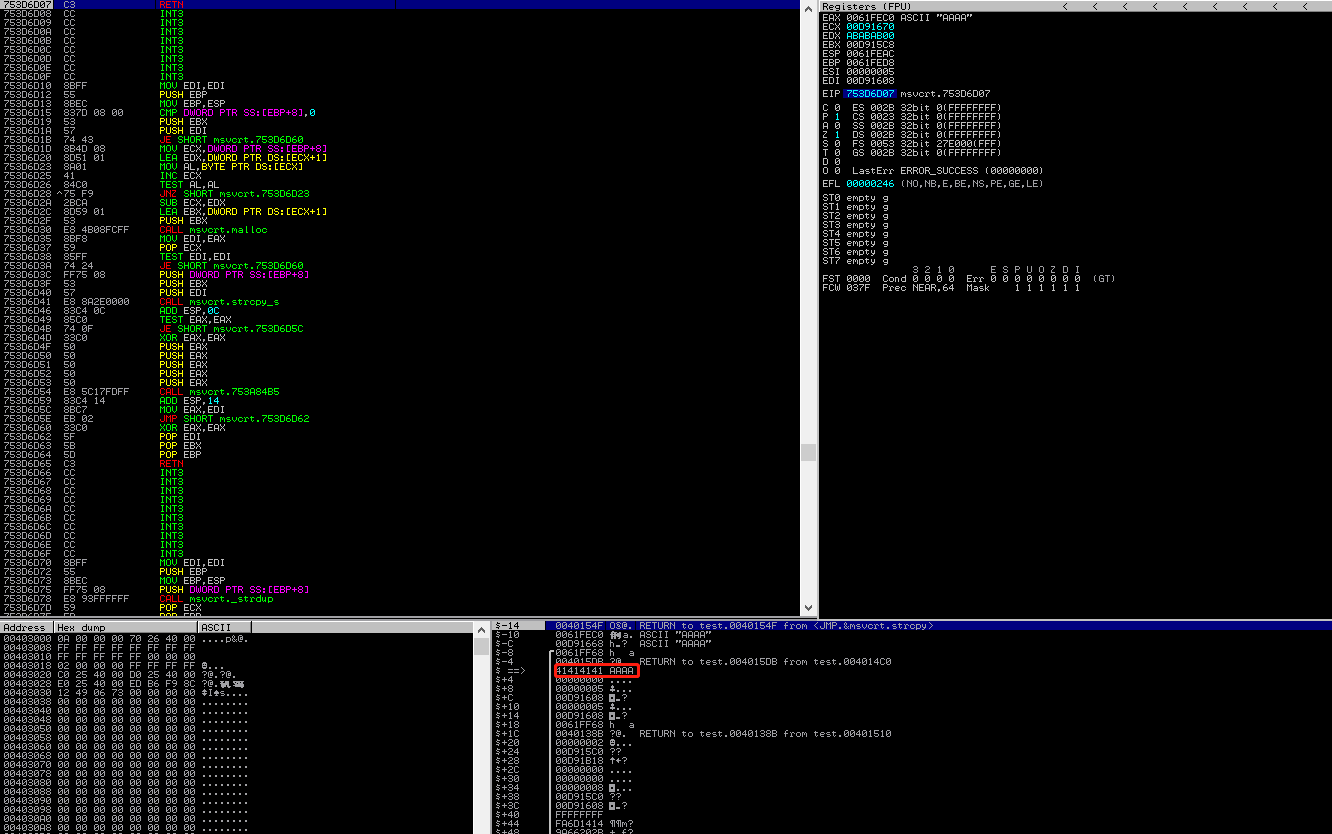 753D6D07 C3 RETN
753D6D08 CC INT3
753D6D09 CC INT3
753D6D0A CC INT3
753D6D0B CC INT3
753D6D0C CC INT3
753D6D0D CC INT3
753D6D0E CC INT3
753D6D0F CC INT3
753D6D10 8BFF MOV EDI,EDI
753D6D12 55 PUSH EBP
753D6D13 8BEC MOV EBP,ESP
753D6D15 837D 08 00 CMP DWORD PTR SS:[EBP+8],0
753D6D19 53 PUSH EBX
753D6D1A 57 PUSH EDI
753D6D1B 74 43 JE SHORT msvcrt.753D6D60
753D6D1D 8B4D 08 MOV ECX,DWORD PTR SS:[EBP+8]
753D6D20 8D51 01 LEA EDX,DWORD PTR DS:[ECX+1]
753D6D23 8A01 MOV AL,BYTE PTR DS:[ECX]
753D6D25 41 INC ECX
753D6D26 84C0 TEST AL,AL
753D6D28 ^75 F9 JNZ SHORT msvcrt.753D6D23
753D6D2A 2BCA SUB ECX,EDX
753D6D2C 8D59 01 LEA EBX,DWORD PTR DS:[ECX+1]
753D6D2F 53 PUSH EBX
753D6D30 E8 4B08FCFF CALL msvcrt.malloc
753D6D35 8BF8 MOV EDI,EAX
753D6D37 59 POP ECX
753D6D38 85FF TEST EDI,EDI
753D6D3A 74 24 JE SHORT msvcrt.753D6D60
753D6D3C FF75 08 PUSH DWORD PTR SS:[EBP+8]
753D6D3F 53 PUSH EBX
753D6D40 57 PUSH EDI
753D6D41 E8 8A2E0000 CALL msvcrt.strcpy_s
753D6D46 83C4 0C ADD ESP,0C
753D6D49 85C0 TEST EAX,EAX
753D6D4B 74 0F JE SHORT msvcrt.753D6D5C
753D6D4D 33C0 XOR EAX,EAX
753D6D4F 50 PUSH EAX
753D6D50 50 PUSH EAX
753D6D51 50 PUSH EAX
753D6D52 50 PUSH EAX
753D6D53 50 PUSH EAX
753D6D54 E8 5C17FDFF CALL msvcrt.753A84B5
753D6D59 83C4 14 ADD ESP,14
753D6D5C 8BC7 MOV EAX,EDI
753D6D5E EB 02 JMP SHORT msvcrt.753D6D62
753D6D60 33C0 XOR EAX,EAX
753D6D62 5F POP EDI
753D6D63 5B POP EBX
753D6D64 5D POP EBP
753D6D65 C3 RETN
753D6D66 CC INT3
753D6D67 CC INT3
753D6D68 CC INT3
753D6D69 CC INT3
753D6D6A CC INT3
753D6D6B CC INT3
753D6D6C CC INT3
753D6D6D CC INT3
753D6D6E CC INT3
753D6D6F CC INT3
753D6D70 8BFF MOV EDI,EDI
753D6D72 55 PUSH EBP
753D6D73 8BEC MOV EBP,ESP
753D6D75 FF75 08 PUSH DWORD PTR SS:[EBP+8]
753D6D78 E8 93FFFFFF CALL msvcrt._strdup
753D6D7D 59 POP ECX
Registers (FPU) < < < < < < < < <
EAX 0061FEC0 ASCII "AAAA"
ECX 00D91670
EDX ABABAB00
EBX 00D915C8
ESP 0061FEAC
EBP 0061FED8
ESI 00000005
EDI 00D91608
EIP 753D6D07 msvcrt.753D6D07
C 0 ES 002B 32bit 0(FFFFFFFF)
P 1 CS 0023 32bit 0(FFFFFFFF)
A 0 SS 002B 32bit 0(FFFFFFFF)
Z 1 DS 002B 32bit 0(FFFFFFFF)
S 0 FS 0053 32bit 27E000(FFF)
T 0 GS 002B 32bit 0(FFFFFFFF)
D 0
O 0 LastErr ERROR_SUCCESS (00000000)
EFL 00000246 (NO,NB,E,BE,NS,PE,GE,LE)
ST0 empty g
ST1 empty g
ST2 empty g
ST3 empty g
ST4 empty g
ST5 empty g
ST6 empty g
ST7 empty g
3 2 1 0 E S P U O Z D I
FST 0000 Cond 0 0 0 0 Err 0 0 0 0 0 0 0 0 (GT)
FCW 037F Prec NEAR,64 Mask 1 1 1 1 1 1
Address Hex dump ASCII
00403000 0A 00 00 00 70 26 40 00 ....p&@.
00403008 FF FF FF FF FF FF FF FF
00403010 FF FF FF FF 00 00 00 00
00403018 02 00 00 00 FF FF FF FF
00403020 C0 25 40 00 D0 25 40 00 ?@.?@.
00403028 E0 25 40 00 ED B6 F9 8C
00403030 12 49 06 73 00 00 00 00
00403038 00 00 00 00 00 00 00 00 ........
00403040 00 00 00 00 00 00 00 00 ........
00403048 00 00 00 00 00 00 00 00 ........
00403050 00 00 00 00 00 00 00 00 ........
00403058 00 00 00 00 00 00 00 00 ........
00403060 00 00 00 00 00 00 00 00 ........
00403068 00 00 00 00 00 00 00 00 ........
00403070 00 00 00 00 00 00 00 00 ........
00403078 00 00 00 00 00 00 00 00 ........
00403080 00 00 00 00 00 00 00 00 ........
00403088 00 00 00 00 00 00 00 00 ........
00403090 00 00 00 00 00 00 00 00 ........
00403098 00 00 00 00 00 00 00 00 ........
004030A0 00 00 00 00 00 00 00 00 ........
004030A8 00 00 00 00 00 00 00 00 ........
$-14 0040154F O$@. RETURN to test.0040154F from <JMP.&msvcrt.strcpy>
$-10 0061FEC0 ASCII "AAAA"
$-C 00D91668 ASCII "AAAA"
$-8 0061FF68 h a
$-4 004015DB ?@. RETURN to test.004015DB from test.004014C0
$ ==> 41414141 AAAA
$+4 00000000 ....
$+8 00000005
$+C 00D91608
$+10 00000005
$+14 00D91608
$+18 0061FF68 h a
$+1C 0040138B ?@. RETURN to test.0040138B from test.00401510
$+20 00000002
$+24 00D915C0 ??
$+28 00D91B18
$+2C 00000000 ....
$+30 00000000 ....
$+34 00000008
$+38 00D915C0 ??
$+3C 00D91608
$+40 FFFFFFFF
$+44 FA6D1414 ¶¶m?
$+48